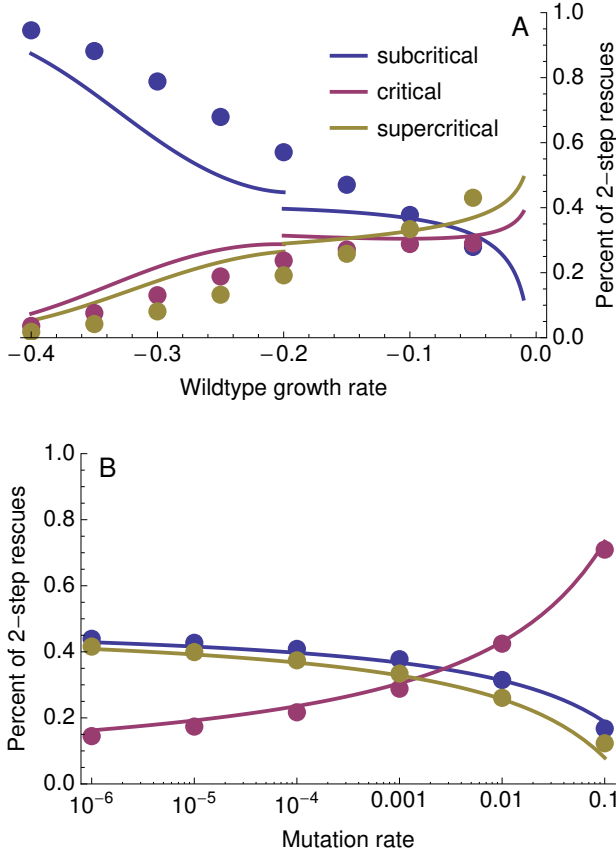 A
subcritical
critical
supercritical
1.0
0.8
0.6
0.4
0.2
0.0
Percent of 2−step rescues
−0.4 −0.3 −0.2 −0.1 0.0
Wildtype growth rate
B
1.0
0.8
0.6
0.4
0.2
0.0
Percent of 2−step rescues
10⁻⁶ 10⁻⁵ 10⁻⁴ 0.001 0.01 0.1
Mutation rate